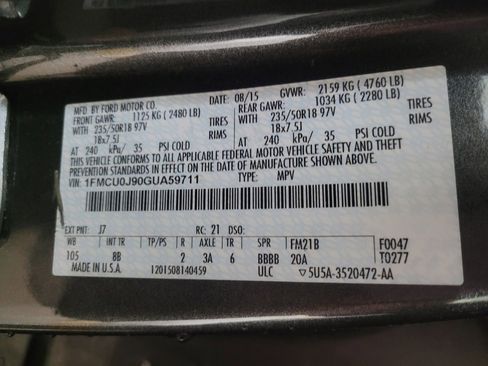 MFD. BY FORD MOTOR CO.
08/15 GVWR: 2159 KG ( 4760 LB)
FRONT GAWR: 1125 KG ( 2480 LB) REAR GAWR: 1034 KG ( 2280 LB)
WITH 235/50R18 97V TIRES WITH 235/50R18 97V TIRES
18x7.5J 18x7.5J
AT 240 kPa/ 35 PSI COLD AT 240 kPa/ 35 PSI COLD
THIS VEHICLE CONFORMS TO ALL APPLICABLE FEDERAL MOTOR VEHICLE SAFETY AND BUMPER
STANDARDS IN EFFECT ON THE DATE OF MANUFACTURE SHOWN ABOVE.
VIN: 1FMCU0J90GUA59711 TYPE: MPV
EXT PNT: J7 RC: 21 DSO:
WB INT TR TP/PS R AXLE TR SPR FM21B F0047
105 8B 2 3A 6 BBBB 20A T0277
MADE IN U.S.A. 1201508140459 ULC 5U5A-3520472-AA